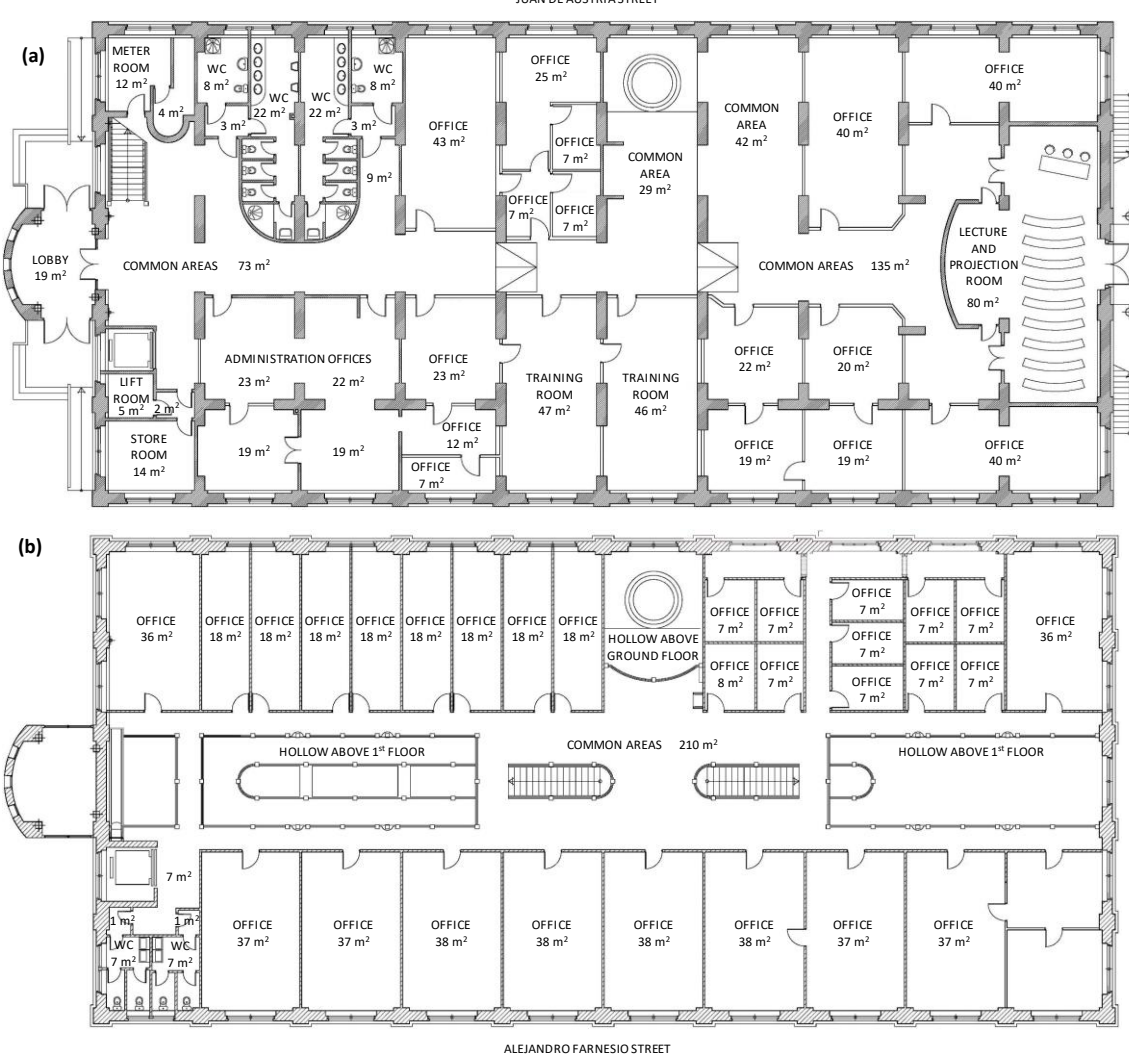 JUAN DE AUSTRIA STREET
(a)
METER
ROOM
12 m²
4 m²
WC
8 m²
3 m²
WC
22 m²
WC
22 m²
WC
8 m²
3 m²
9 m²
OFFICE
43 m²
OFFICE
25 m²
OFFICE
7 m²
OFFICE
7 m²
OFFICE
7 m²
COMMON
AREA
29 m²
COMMON
AREA
42 m²
OFFICE
40 m²
OFFICE
40 m²
LOBBY
19 m²
COMMON AREAS 73 m²
COMMON AREAS 135 m²
LECTURE
AND
PROJECTION
ROOM
80 m²
LIFT
ROOM
5 m²
2 m²
STORE
ROOM
14 m²
ADMINISTRATION OFFICES
23 m² 22 m²
19 m²
19 m²
OFFICE
23 m²
OFFICE
12 m²
OFFICE
7 m²
TRAINING
ROOM
47 m²
TRAINING
ROOM
46 m²
OFFICE
22 m²
OFFICE
20 m²
OFFICE
19 m²
OFFICE
19 m²
OFFICE
40 m²
(b)
OFFICE
36 m²
OFFICE
18 m²
OFFICE
18 m²
OFFICE
18 m²
OFFICE
18 m²
OFFICE
18 m²
OFFICE
18 m²
OFFICE
18 m²
OFFICE
18 m²
HOLLOW ABOVE
GROUND FLOOR
OFFICE
7 m²
OFFICE
7 m²
OFFICE
8 m²
OFFICE
7 m²
OFFICE
7 m²
OFFICE
7 m²
OFFICE
7 m²
OFFICE
7 m²
OFFICE
7 m²
OFFICE
7 m²
OFFICE
7 m²
OFFICE
36 m²
HOLLOW ABOVE 1st FLOOR
COMMON AREAS 210 m²
HOLLOW ABOVE 1st FLOOR
7 m²
1 m²
1 m²
WC
7 m²
WC
7 m²
OFFICE
37 m²
OFFICE
37 m²
OFFICE
38 m²
OFFICE
38 m²
OFFICE
38 m²
OFFICE
38 m²
OFFICE
37 m²
OFFICE
37 m²
ALEJANDRO FARNESIO STREET